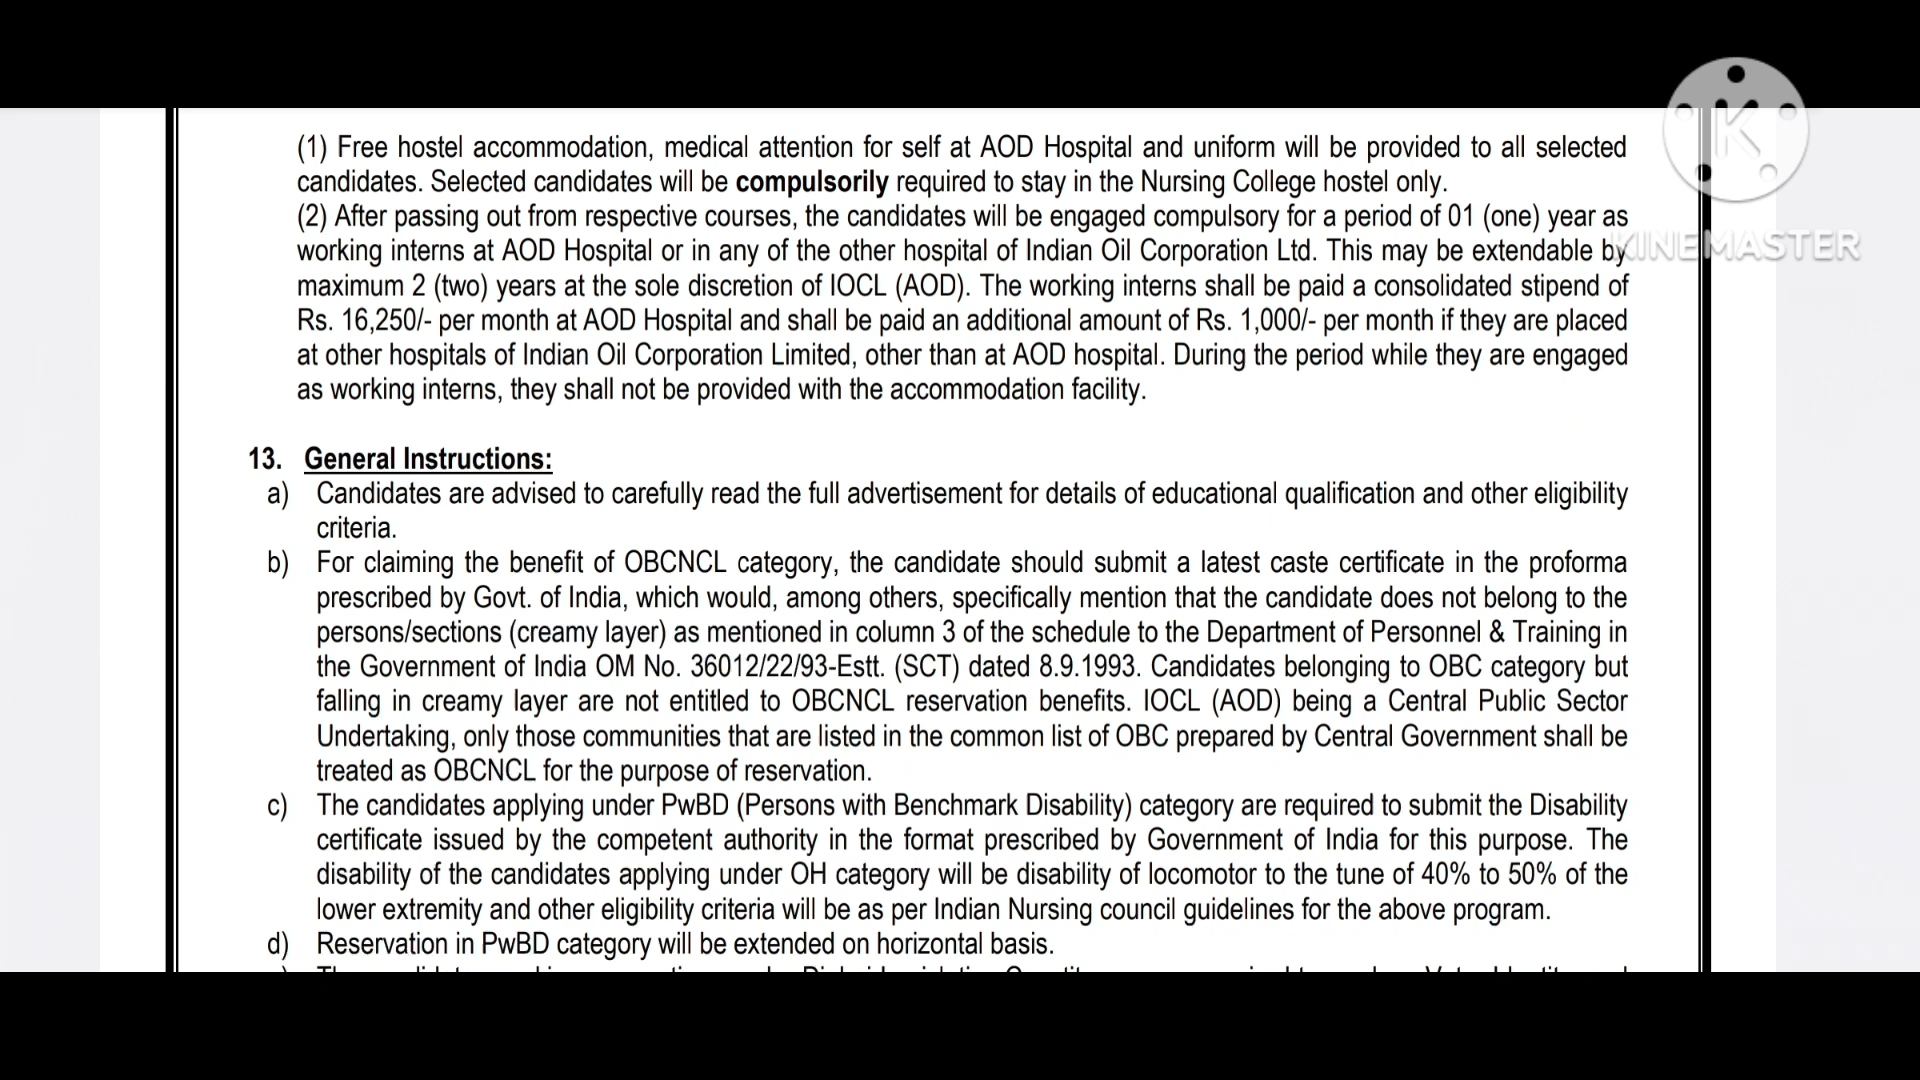 (1) Free hostel accommodation, medical attention for self at AOD Hospital and uniform will be provided to all selected
candidates. Selected candidates will be compulsorily required to stay in the Nursing College hostel only.
(2) After passing out from respective courses, the candidates will be engaged compulsory for a period of 01 (one) year as
working interns at AOD Hospital or in any of the other hospital of Indian Oil Corporation Ltd. This may be extendable by
maximum 2 (two) years at the sole discretion of IOCL (AOD). The working interns shall be paid a consolidated stipend of
Rs. 16,250/- per month at AOD Hospital and shall be paid an additional amount of Rs. 1,000/- per month if they are placed
at other hospitals of Indian Oil Corporation Limited, other than at AOD hospital. During the period while they are engaged
as working interns, they shall not be provided with the accommodation facility.
13. General Instructions:
a) Candidates are advised to carefully read the full advertisement for details of educational qualification and other eligibility
criteria.
b) For claiming the benefit of OBCNCL category, the candidate should submit a latest caste certificate in the proforma
prescribed by Govt. of India, which would, among others, specifically mention that the candidate does not belong to the
persons/sections (creamy layer) as mentioned in column 3 of the schedule to the Department of Personnel & Training in
the Government of India OM No. 36012/22/93-Estt. (SCT) dated 8.9.1993. Candidates belonging to OBC category but
falling in creamy layer are not entitled to OBCNCL reservation benefits. IOCL (AOD) being a Central Public Sector
Undertaking, only those communities that are listed in the common list of OBC prepared by Central Government shall be
treated as OBCNCL for the purpose of reservation.
c) The candidates applying under PwBD (Persons with Benchmark Disability) category are required to submit the Disability
certificate issued by the competent authority in the format prescribed by Government of India for this purpose. The
disability of the candidates applying under OH category will be disability of locomotor to the tune of 40% to 50% of the
lower extremity and other eligibility criteria will be as per Indian Nursing council guidelines for the above program.
d) Reservation in PwBD category will be extended on horizontal basis.
K
KINEMASTER